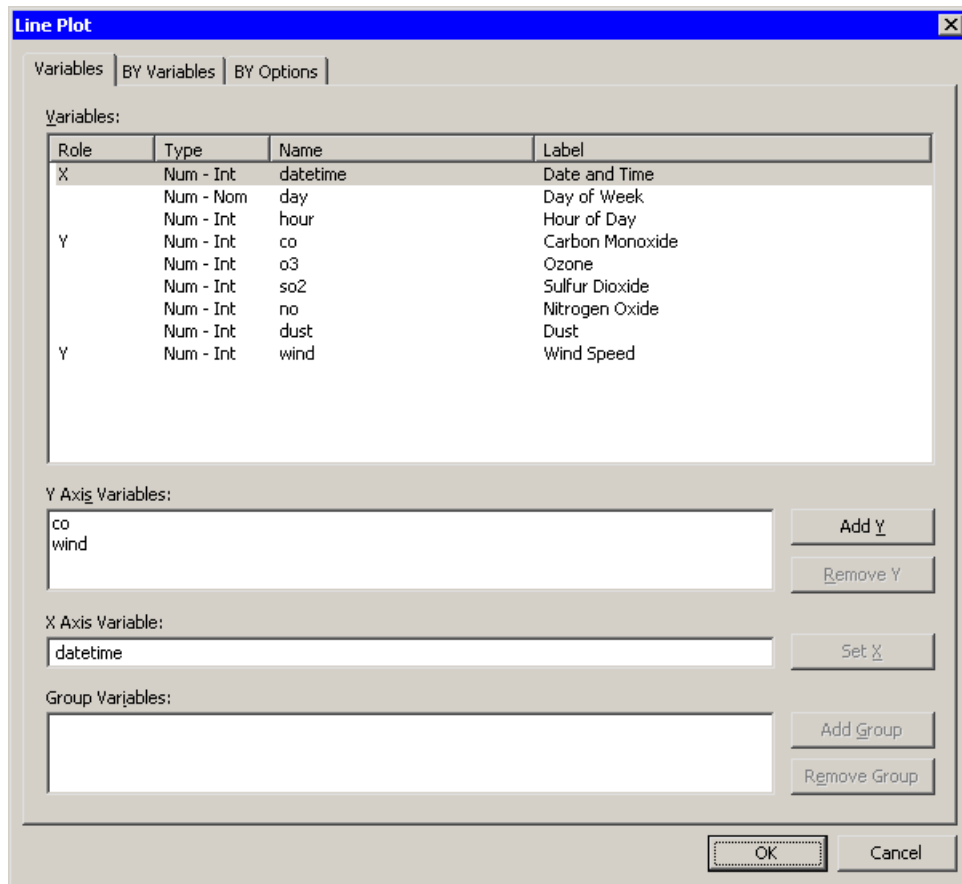 Line Plot
Variables BY Variables BY Options
Variables:
Role Type Name Label
X Num - Int datetime Date and Time
Num - Nom day Day of Week
Num - Int hour Hour of Day
Y Num - Int co Carbon Monoxide
Num - Int o3 Ozone
Num - Int so2 Sulfur Dioxide
Num - Int no Nitrogen Oxide
Num - Int dust Dust
Y Num - Int wind Wind Speed
Y Axis Variables:
co
wind
Add Y
Remove Y
X Axis Variable:
datetime
Set X
Group Variables:
Add Group
Remove Group
OK Cancel